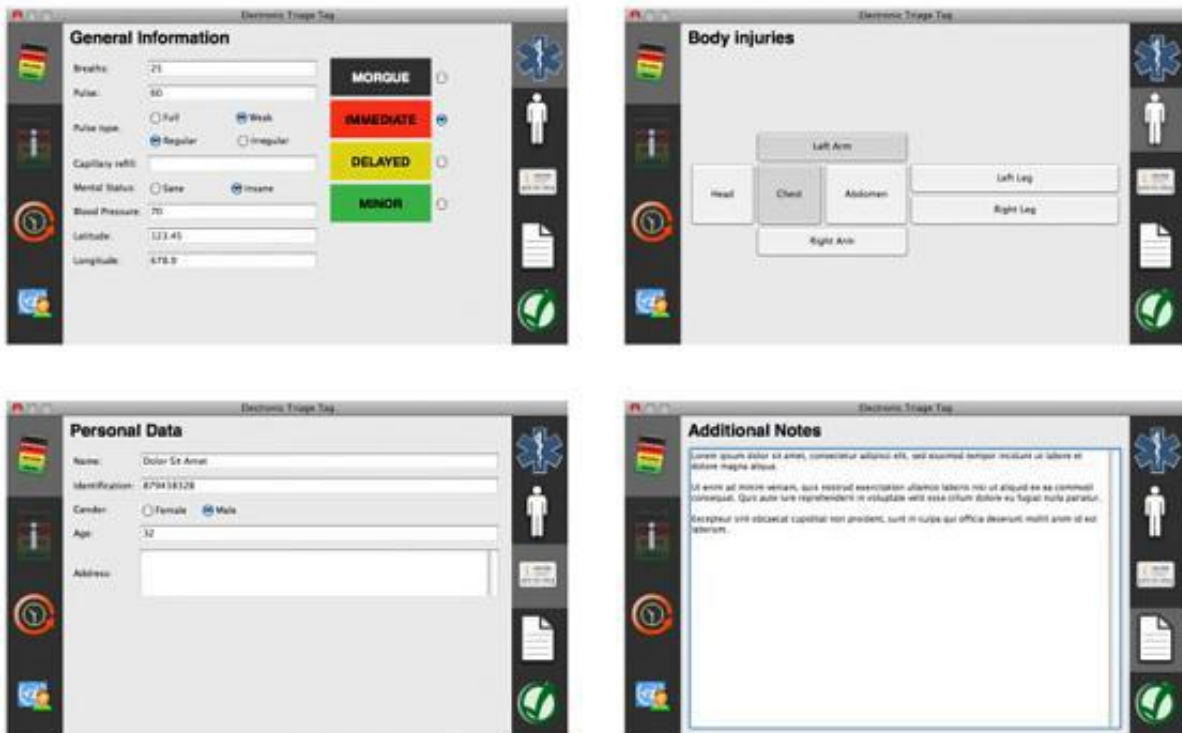 Electronic Triage Tag
General Information
Breaths: 25
Pulse: 60
Pulse type: Full Weak
Regular Irregular
Capillary refill:
Mental Status: Sane Insane
Blood Pressure: 70
Latitude: 123.45
Longitude: 678.9
MORGUE
IMMEDIATE
DELAYED
MINOR
Electronic Triage Tag
Body injuries
Left Arm
Head Chest Abdomen
Left Leg
Right Leg
Right Arm
Electronic Triage Tag
Personal Data
Name: Dolor Sit Amet
Identification: 879438328
Gender: Female Male
Age: 32
Address:
Electronic Triage Tag
Additional Notes
Lorem ipsum dolor sit amet, consectetur adipisci elit, sed eiusmod tempor incidunt ut labore et
dolore magna aliqua.
Ut enim ad minim veniam, quis nostrud exercitation ullamco laboris nisi ut aliquid ex ea commodi
consequat. Quis aute iure reprehenderit in voluptate velit esse cillum dolore eu fugiat nulla pariatur.
Excepteur sint obcaecat cupiditat non proident, sunt in culpa qui officia deserunt mollit anim id est
laborum.